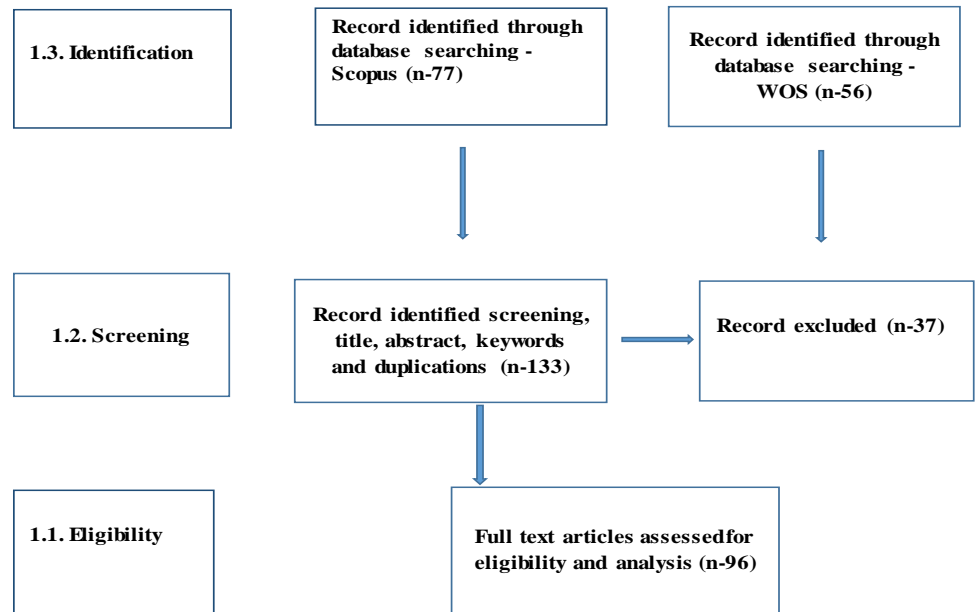 1.3. Identification
Record identified through
database searching -
Scopus (n-77)
Record identified through
database searching -
WOS (n-56)
1.2. Screening
Record identified screening,
title, abstract, keywords
and duplications (n-133)
Record excluded (n-37)
1.1. Eligibility
Full text articles assessedfor
eligibility and analysis (n-96)